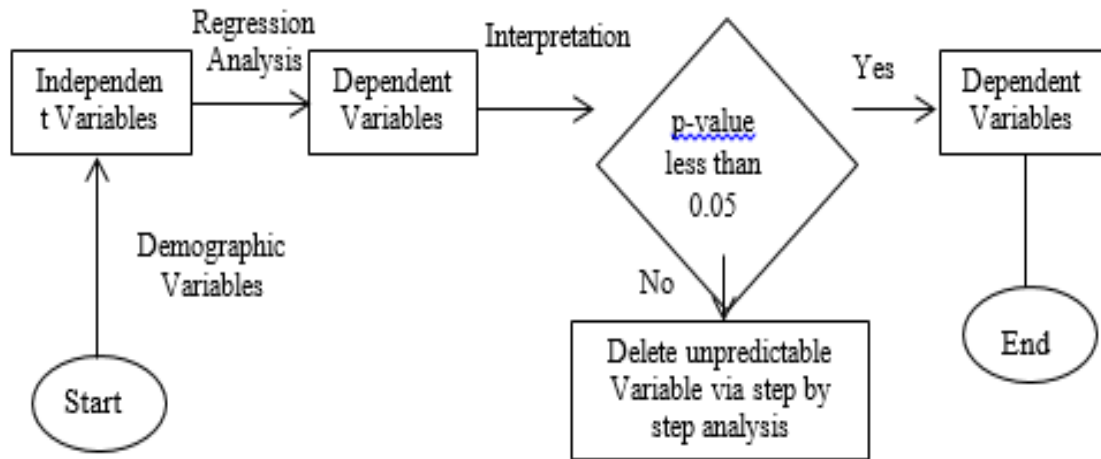 Regression
Analysis
Interpretation
Yes
Independen
t Variables
Dependent
Variables
p-value
less than
0.05
Dependent
Variables
Demographic
Variables
No
Start
Delete unpredictable
Variable via step by
step analysis
End